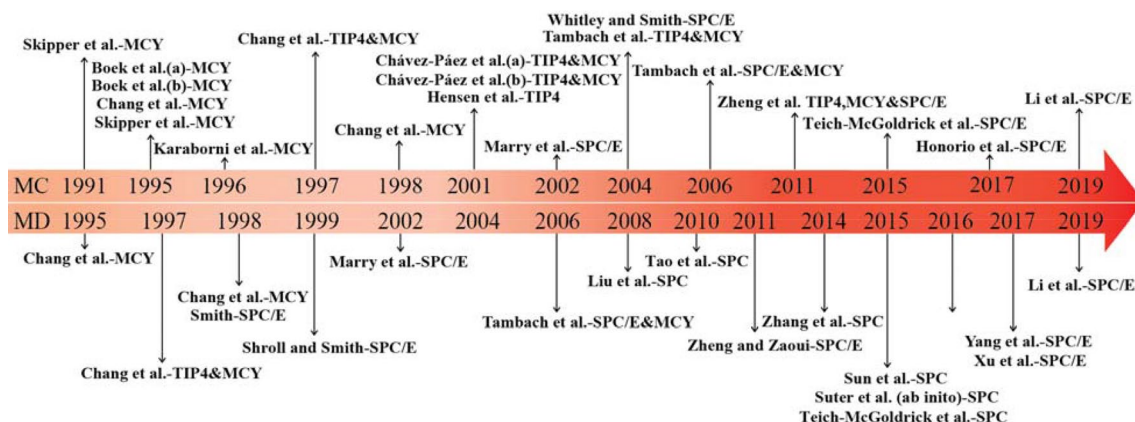 Whitley and Smith-SPC/E
Tambach et al.-TIP4&MCY
Skipper et al.-MCY
Chang et al.-TIP4&MCY
Boek et al.(a)-MCY
Boek et al.(b)-MCY
Chang et al.-MCY
Skipper et al.-MCY
Karaborni et al.-MCY
Chávez-Páez et al.(a)-TIP4&MCY
Chávez-Páez et al.(b)-TIP4&MCY
Hensen et al.-TIP4
Chang et al.-MCY
Marry et al.-SPC/E
Tambach et al.-SPC/E&MCY
Zheng et al. TIP4,MCY&SPC/E
Teich-McGoldrick et al.-SPC/E
Honorio et al.-SPC/E
Li et al.-SPC/E
MC 1991 1995 1996 1997 1998 2001 2002 2004 2006 2011 2015 2017 2019
MD 1995 1997 1998 1999 2002 2004 2006 2008 2010 2011 2014 2015 2016 2017 2019
Chang et al.-MCY
Chang et al.-TIP4&MCY
Chang et al.-MCY
Smith-SPC/E
Shroll and Smith-SPC/E
Marry et al.-SPC/E
Tambach et al.-SPC/E&MCY
Liu et al.-SPC
Tao et al.-SPC
Zheng and Zaoui-SPC/E
Zhang et al.-SPC
Sun et al.-SPC
Suter et al. (ab inito)-SPC
Teich-McGoldrick et al.-SPC
Yang et al.-SPC/E
Xu et al.-SPC/E
Li et al.-SPC/E